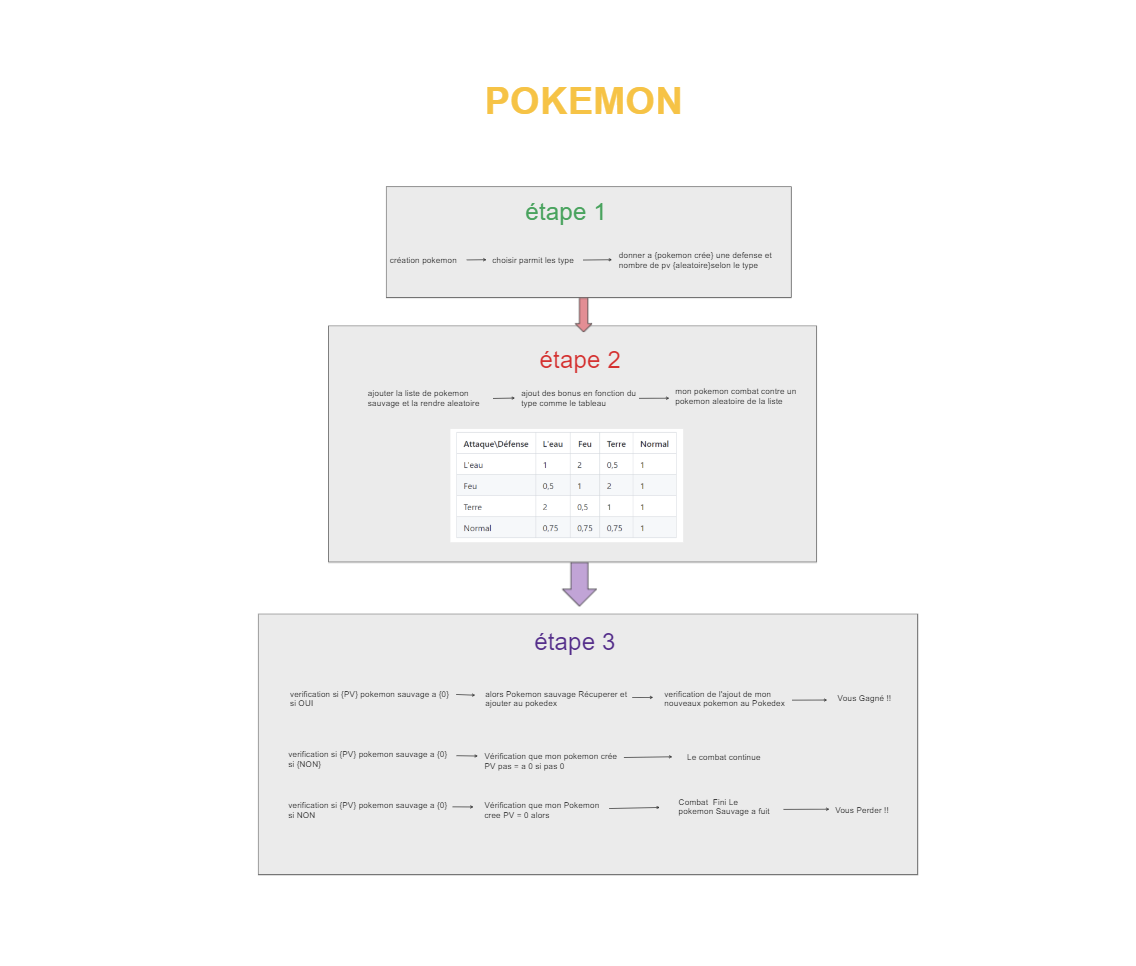 POKEMON
étape 1
création pokemon
choisir parmit les type
donner a {pokemon crée} une defense et
nombre de pv {aleatoire}selon le type
étape 2
ajouter la liste de pokemon
sauvage et la rendre aleatoire
ajout des bonus en fonction du
type comme le tableau
mon pokemon combat contre un
pokemon aleatoire de la liste
Attaque\Défense L'eau Feu Terre Normal
L'eau 1 2 0,5 1
Feu 0,5 1 2 1
Terre 2 0,5 1 1
Normal 0,75 0,75 0,75 1
étape 3
verification si {PV} pokemon sauvage a {0}
si OUI
alors Pokemon sauvage Récuperer et
ajouter au pokedex
verification de l'ajout de mon
nouveaux pokemon au Pokedex
Vous Gagné !!
verification si {PV} pokemon sauvage a {0}
si {NON}
Vérification que mon pokemon crée
PV pas = a 0 si pas 0
Le combat continue
verification si {PV} pokemon sauvage a {0}
si NON
Vérification que mon Pokemon
cree PV = 0 alors
Combat Fini Le
pokemon Sauvage a fuit
Vous Perder !!